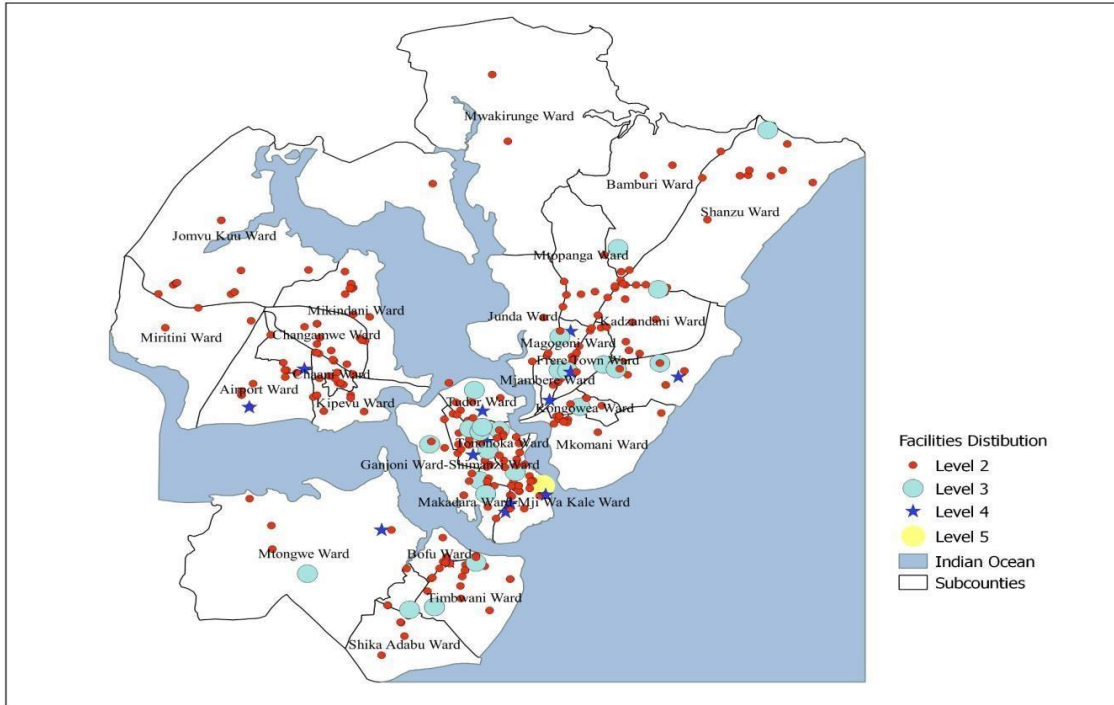 Mwakirunge Ward
Bamburi Ward
Shanzu Ward
Jomvu Kuu Ward
Mtopanga Ward
Mikindani Ward
Junda Ward
Kadzandani Ward
Miritini Ward
Changamwe Ward
Magogoni Ward
Frere Town Ward
Chaani Ward
Mjambere Ward
Airport Ward
Kipevu Ward
Tudor Ward
Kongowea Ward
Tononoka Ward
Mkomani Ward
Ganjoni Ward-Shimanzi Ward
Makadara Ward-Mji Wa Kale Ward
Mtongwe Ward
Bofu Ward
Timbwani Ward
Shika Adabu Ward
Facilities Distibution
Level 2
Level 3
Level 4
Level 5
Indian Ocean
Subcounties